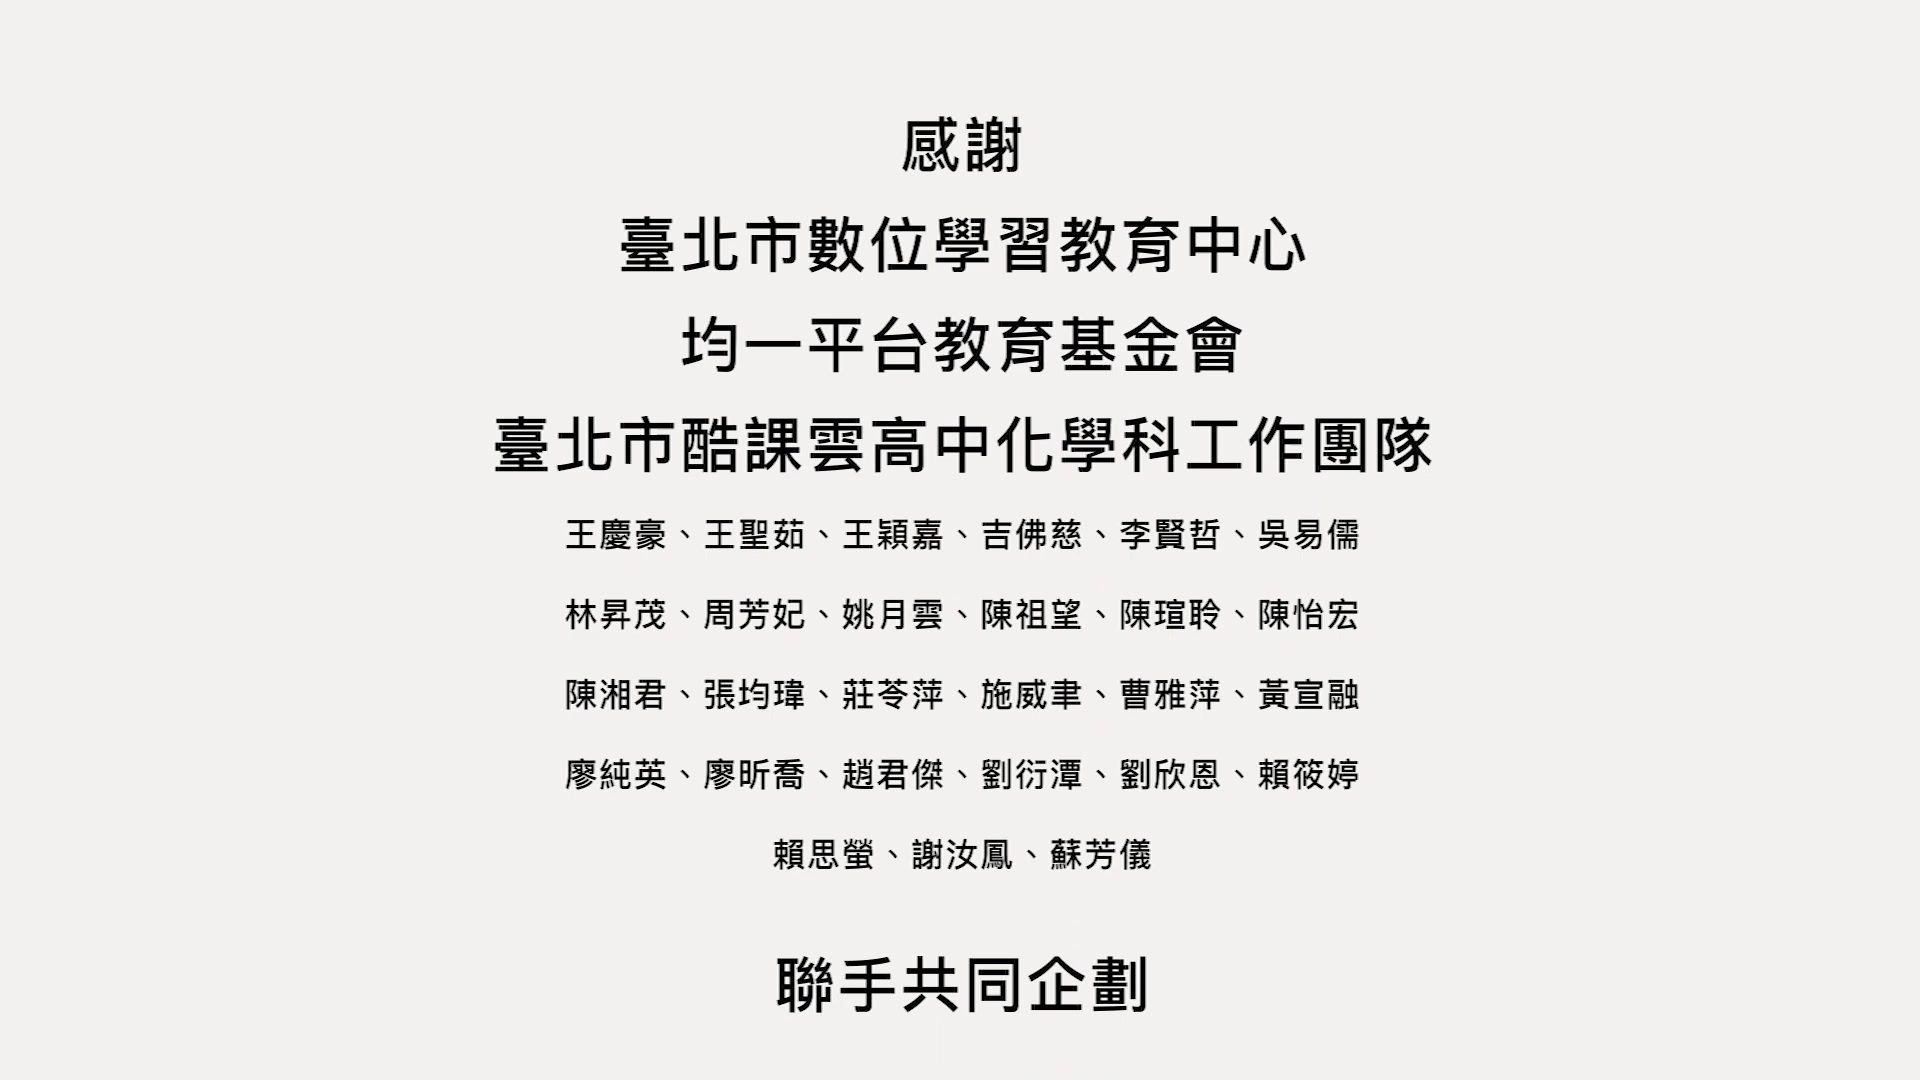 感謝
臺北市數位學習教育中心
均一平台教育基金會
臺北市酷課雲高中化學科工作團隊
王慶豪、王聖茹、王穎嘉、吉佛慈、李賢哲、吳易儒
林昇茂、周芳妃、姚月雲、陳祖望、陳瑄聆、陳怡宏
陳湘君、張均瑋、莊苓萍、施威聿、曹雅萍、黃宣融
廖純英、廖昕喬、趙君傑、劉衍潭、劉欣恩、賴筱婷
賴思螢、謝汝鳳、蘇芳儀
聯手共同企劃